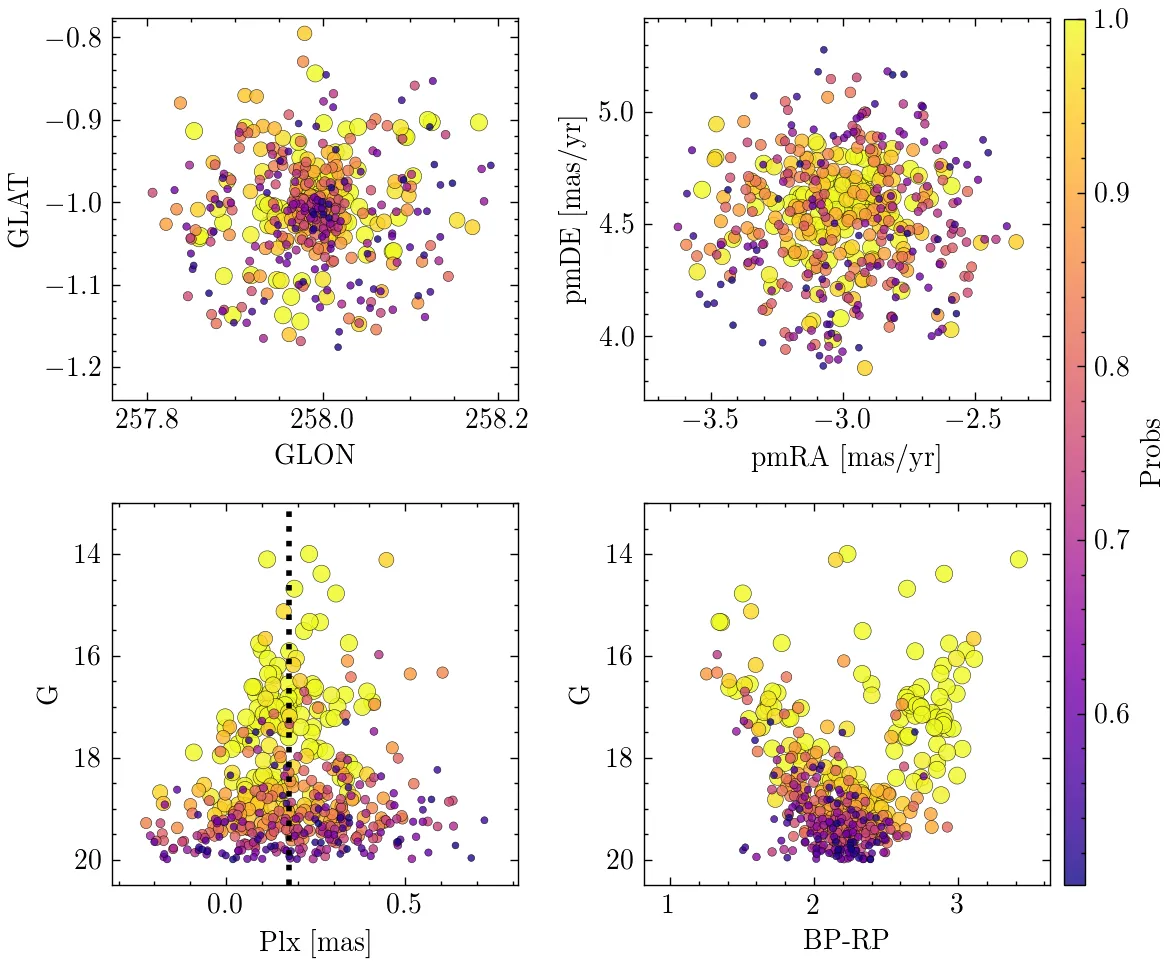 −0.8
−0.9
−1.0
−1.1
−1.2
GLAT
257.8 258.0 258.2
GLON
5.0
4.5
4.0
pmDE [mas/yr]
−3.5 −3.0 −2.5
pmRA [mas/yr]
14
16
18
20
G
0.0 0.5
Plx [mas]
14
16
18
20
G
1 2 3
BP-RP
1.0
0.9
0.8
0.7
0.6
Probs